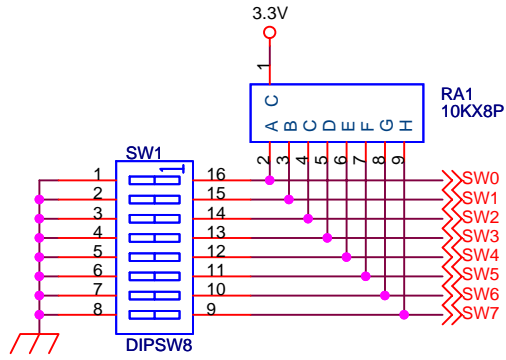 3.3V
1
C
RA1
10KX8P
A B C D E F G H
2 3 4 5 6 7 8 9
SW1
1
1 16 SW0
2 15 SW1
3 14 SW2
4 13 SW3
5 12 SW4
6 11 SW5
7 10 SW6
8 9 SW7
DIPSW8